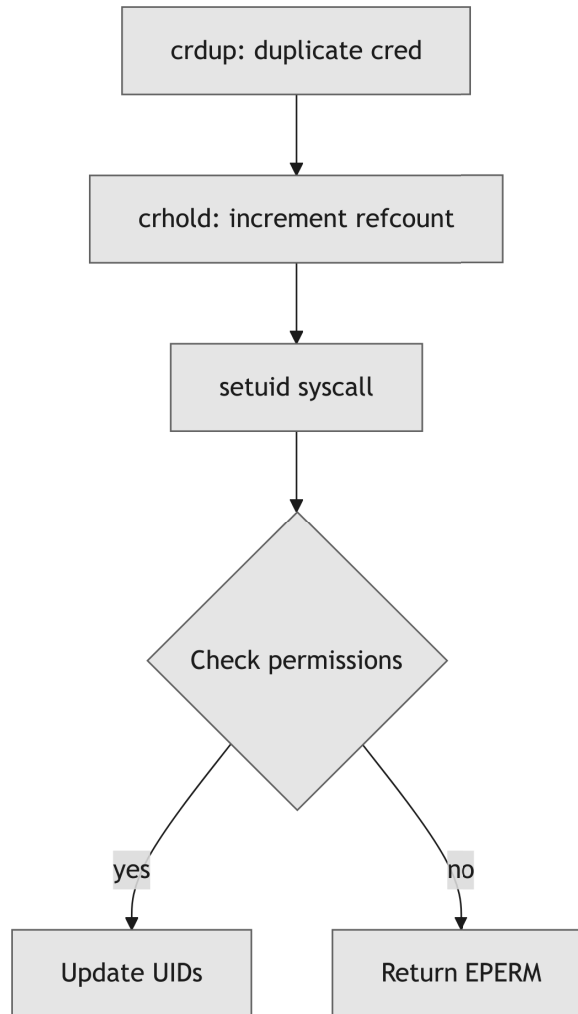 crdup: duplicate cred
crhold: increment refcount
setuid syscall
Check permissions
yes
no
Update UIDs
Return EPERM